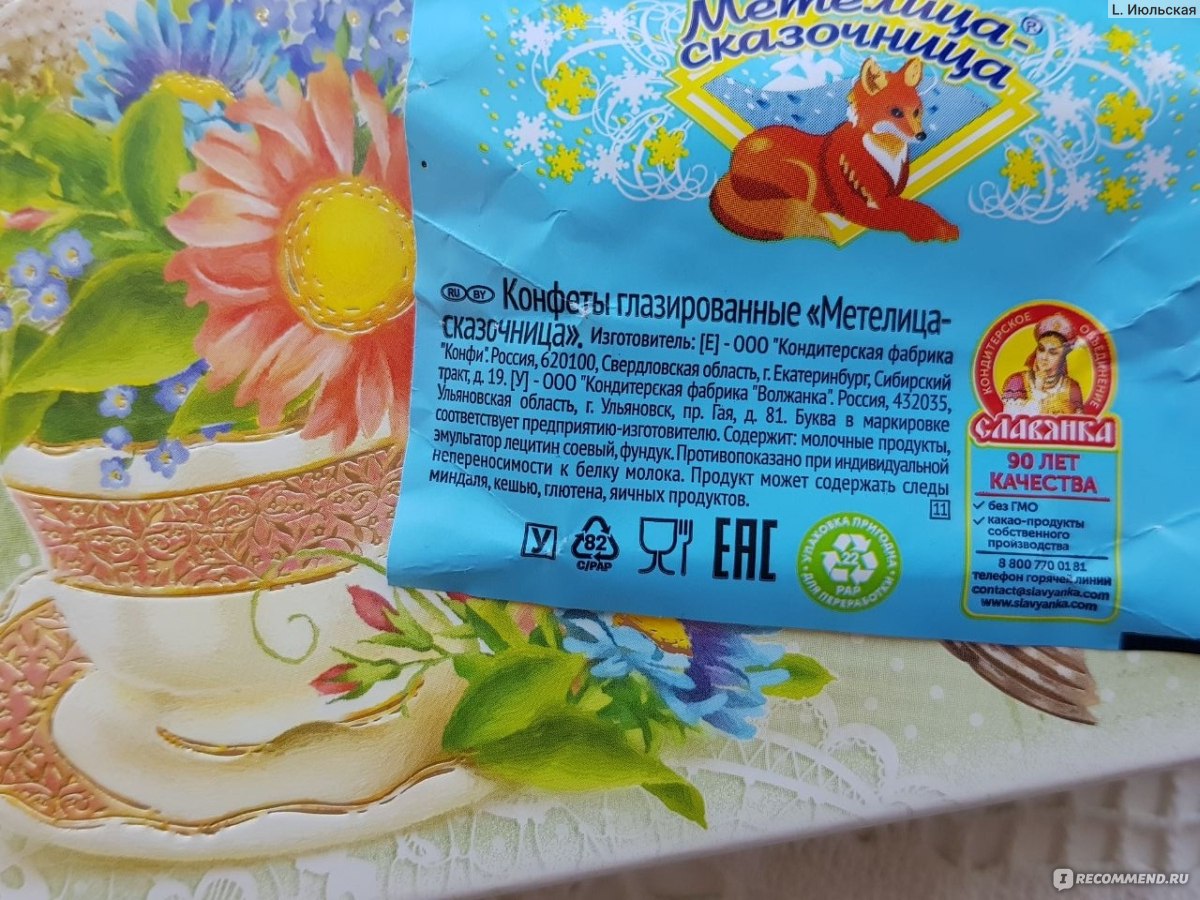 L. Июльская
Метелица-®
сказочница
RU BY Конфеты глазированные «Метелица-
сказочница». Изготовитель: [Е] - ООО "Кондитерская фабрика
"Конфи". Россия, 620100, Свердловская область, г. Екатеринбург, Сибирский
тракт, д. 19. [У] - ООО "Кондитерская фабрика "Волжанка". Россия, 432035,
Ульяновская область, г. Ульяновск, пр. Гая, д. 81. Буква в маркировке
соответствует предприятию-изготовителю. Содержит: молочные продукты,
эмульгатор лецитин соевый, фундук. Противопоказано при индивидуальной
непереносимости к белку молока. Продукт может содержать следы
миндаля, кешью, глютена, яичных продуктов.
11
У
82
C/PAP
EAC
УПАКОВКА ПРИГОДНА
22
PAP
ДЛЯ ПЕРЕРАБОТКИ
КОНДИТЕРСКОЕ ОБЪЕДИНЕНИЕ
СЛАВЯНКА
90 ЛЕТ
КАЧЕСТВА
✓ без ГМО
✓ какао-продукты
собственного
производства
8 800 770 01 81
телефон горячей линии
contact@slavyanka.com
www.slavyanka.com
IRECOMMEND.RU